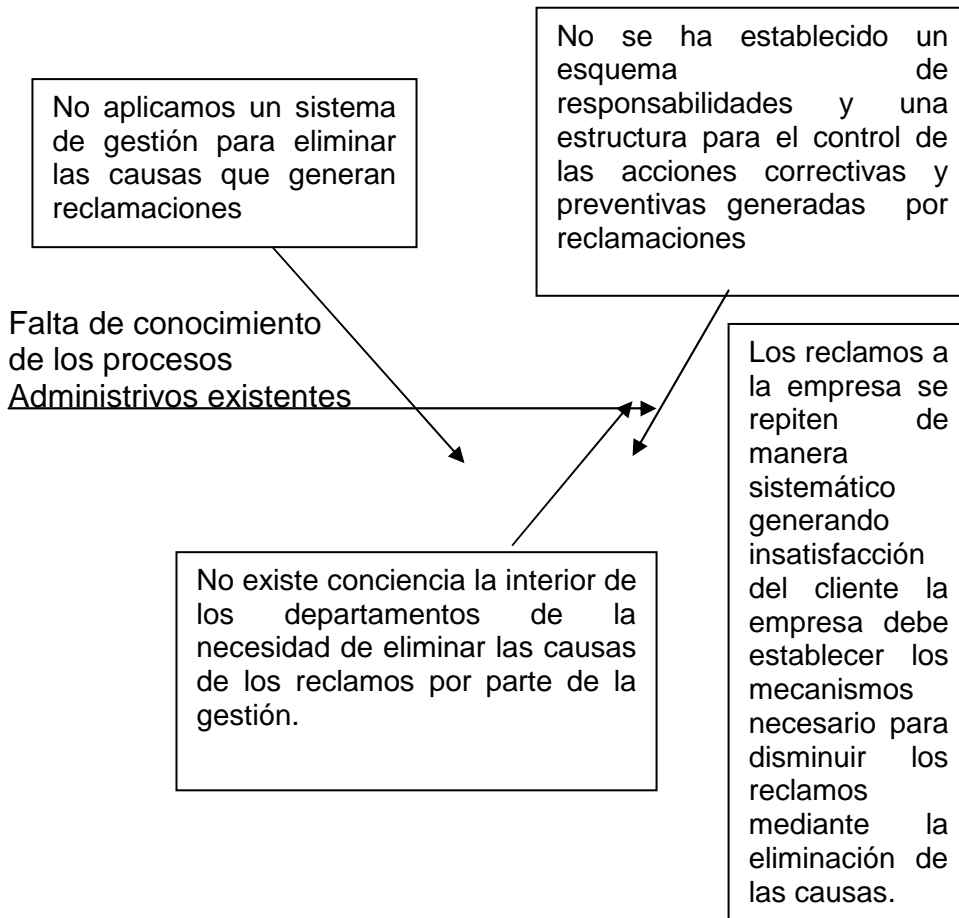 No aplicamos un sistema
de gestión para eliminar
las causas que generan
reclamaciones
No se ha establecido un
esquema de
responsabilidades y una
estructura para el control de
las acciones correctivas y
preventivas generadas por
reclamaciones
Falta de conocimiento
de los procesos
Administrivos existentes
Los reclamos a
la empresa se
repiten de
manera
sistemático
generando
insatisfacción
del cliente la
empresa debe
establecer los
mecanismos
necesario para
disminuir los
reclamos
mediante la
eliminación de
las causas.
No existe conciencia la interior de
los departamentos de la
necesidad de eliminar las causas
de los reclamos por parte de la
gestión.